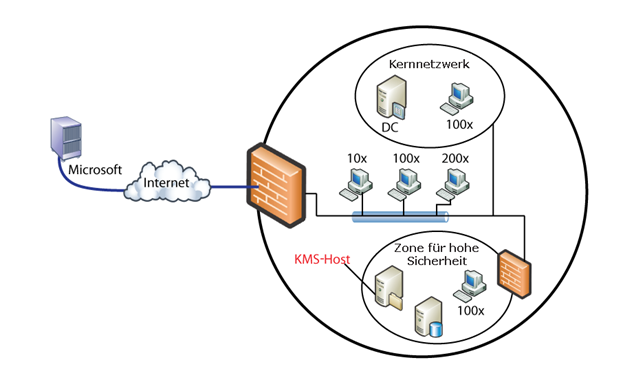 Kernnetzwerk
DC
100x
Microsoft
Internet
10x
100x
200x
Zone für hohe
Sicherheit
KMS-Host
100x